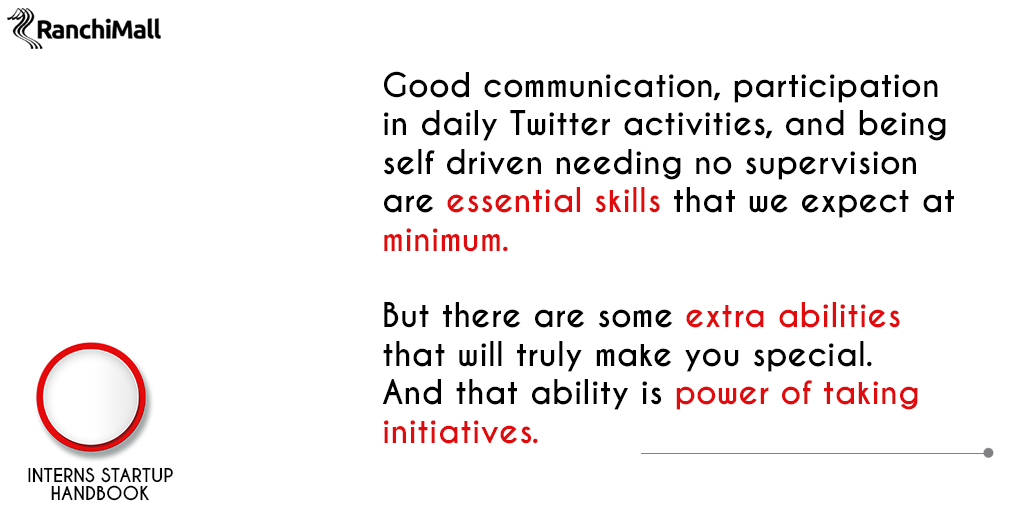 RanchiMall
Good communication, participation
in daily Twitter activities, and being
self driven needing no supervision
are essential skills that we expect at
minimum.
But there are some extra abilities
that will truly make you special.
And that ability is power of taking
initiatives.
INTERNS STARTUP
HANDBOOK